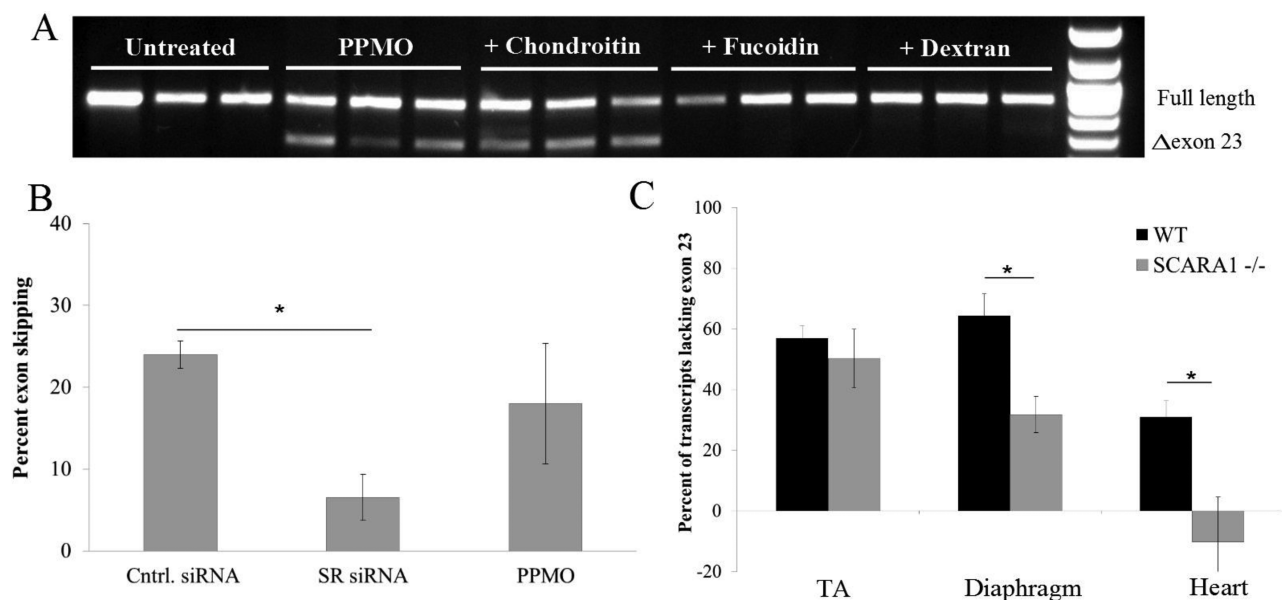 A
Untreated
PPMO
+ Chondroitin
+ Fucoidin
+ Dextran
Full length
Δexon 23
B
Percent exon skipping
40
30
20
10
0
*
Cntrl. siRNA
SR siRNA
PPMO
C
Percent of transcripts lacking exon 23
100
80
60
40
20
0
-20
WT
SCARA1 -/-
*
*
TA
Diaphragm
Heart